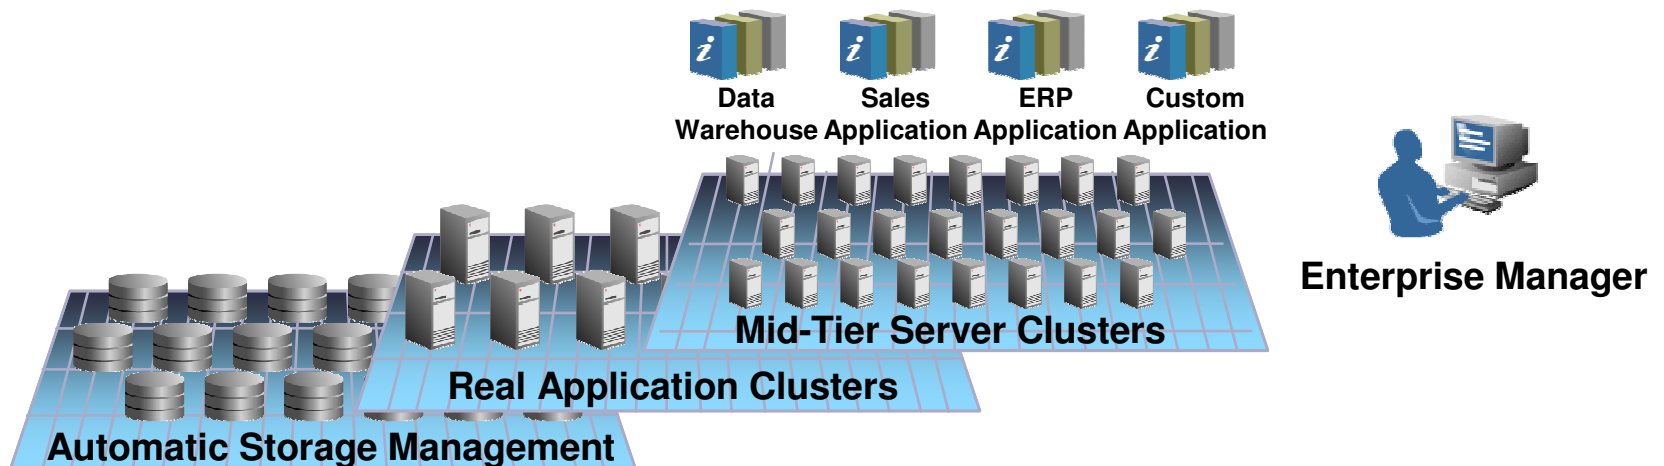 Data Warehouse
Sales Application
ERP Application
Custom Application
Enterprise Manager
Mid-Tier Server Clusters
Real Application Clusters
Automatic Storage Management